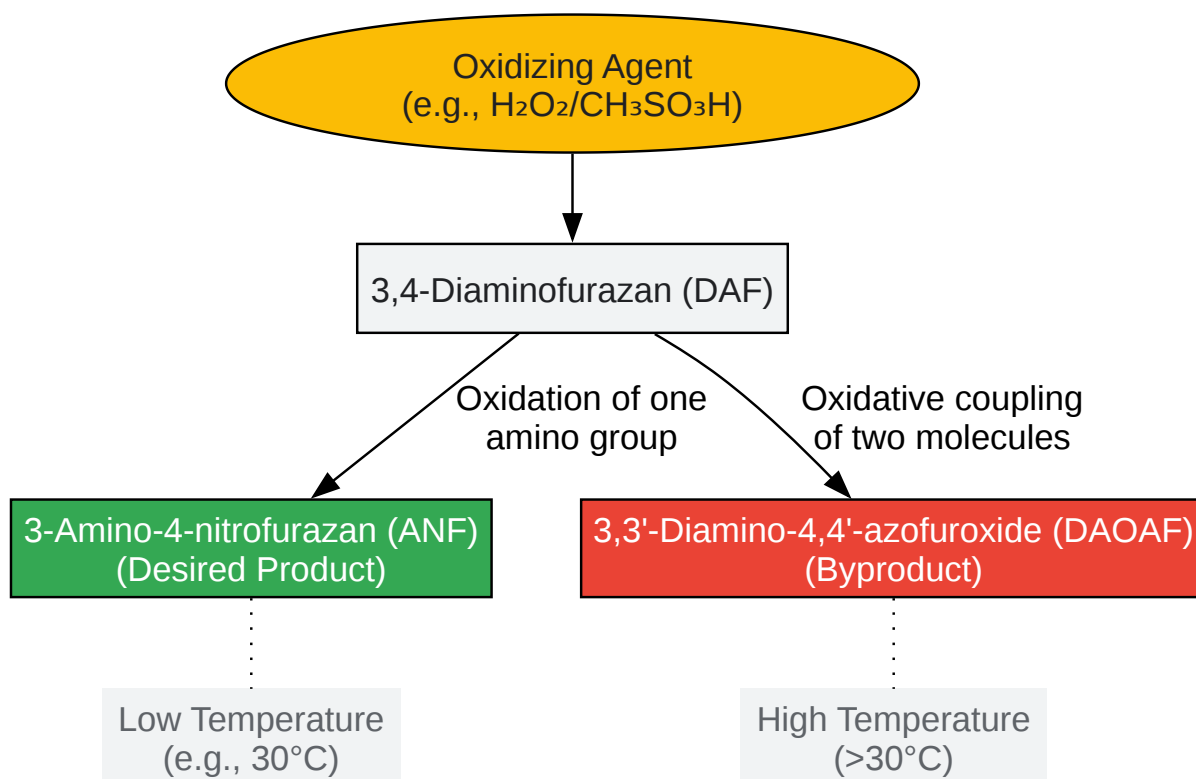 Oxidizing Agent
(e.g., H₂O₂/CH₃SO₃H)
3,4-Diaminofurazan (DAF)
Oxidation of one
amino group
Oxidative coupling
of two molecules
3-Amino-4-nitrofurazan (ANF)
(Desired Product)
3,3'-Diamino-4,4'-azofuroxide (DAOAF)
(Byproduct)
Low Temperature
(e.g., 30°C)
High Temperature
(>30°C)